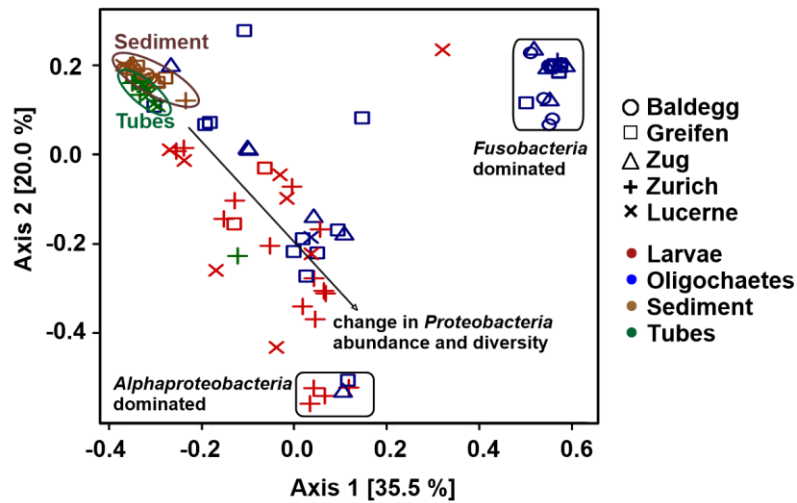 Sediment
Tubes
Fusobacteria
dominated
change in Proteobacteria
abundance and diversity
Alphaproteobacteria
dominated
0.2
0.0
-0.2
-0.4
Axis 2 [20.0 %]
-0.4
-0.2
0.0
0.2
0.4
0.6
Axis 1 [35.5 %]
Baldegg
Greifen
Zug
Zurich
Lucerne
Larvae
Oligochaetes
Sediment
Tubes